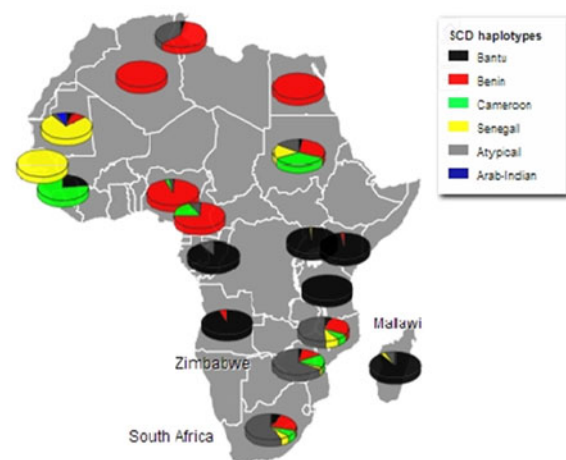 SCD haplotypes
Bantu
Benin
Cameroon
Senegal
Atypical
Arab-Indian
Malawi
Zimbabwe
South Africa